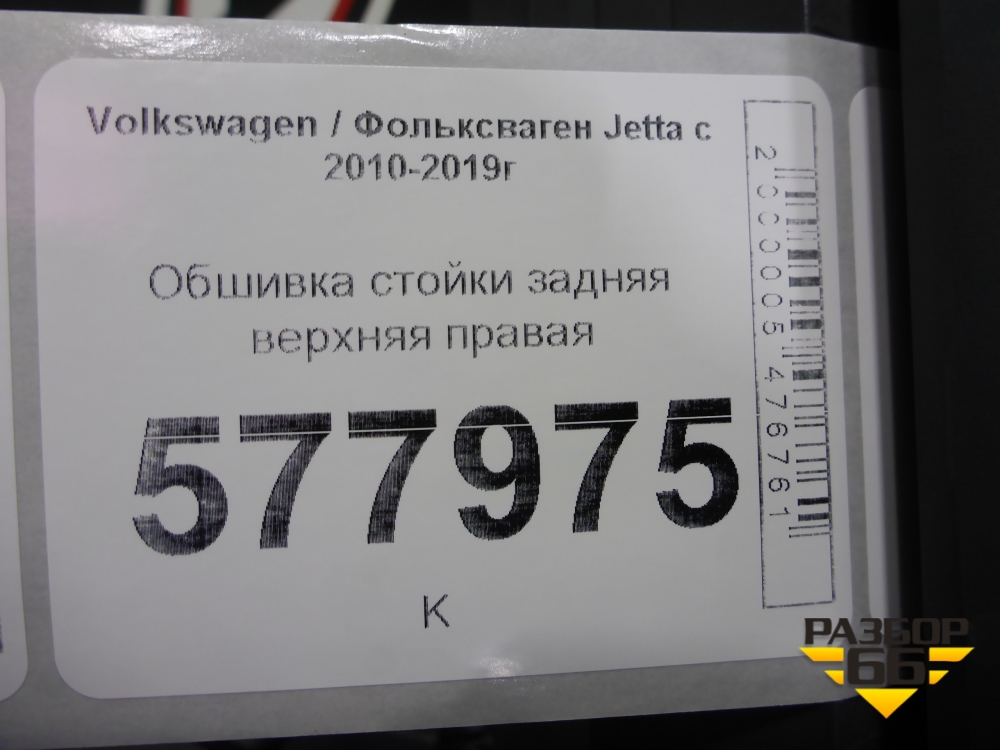 Volkswagen / Фольксваген Jetta с
2010-2019г
Обшивка стойки задняя
верхняя правая
577975
К
2000005476761
РАЗБОР
66